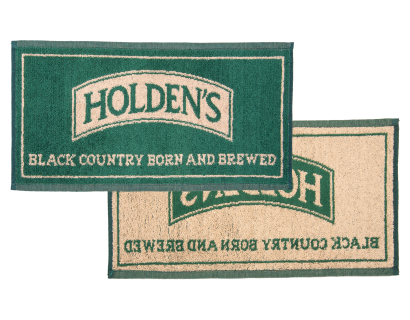 HOLDEN'S
BLACK COUNTRY BORN AND BREWED
HOLDEN'S
BLACK COUNTRY BORN AND BREWED